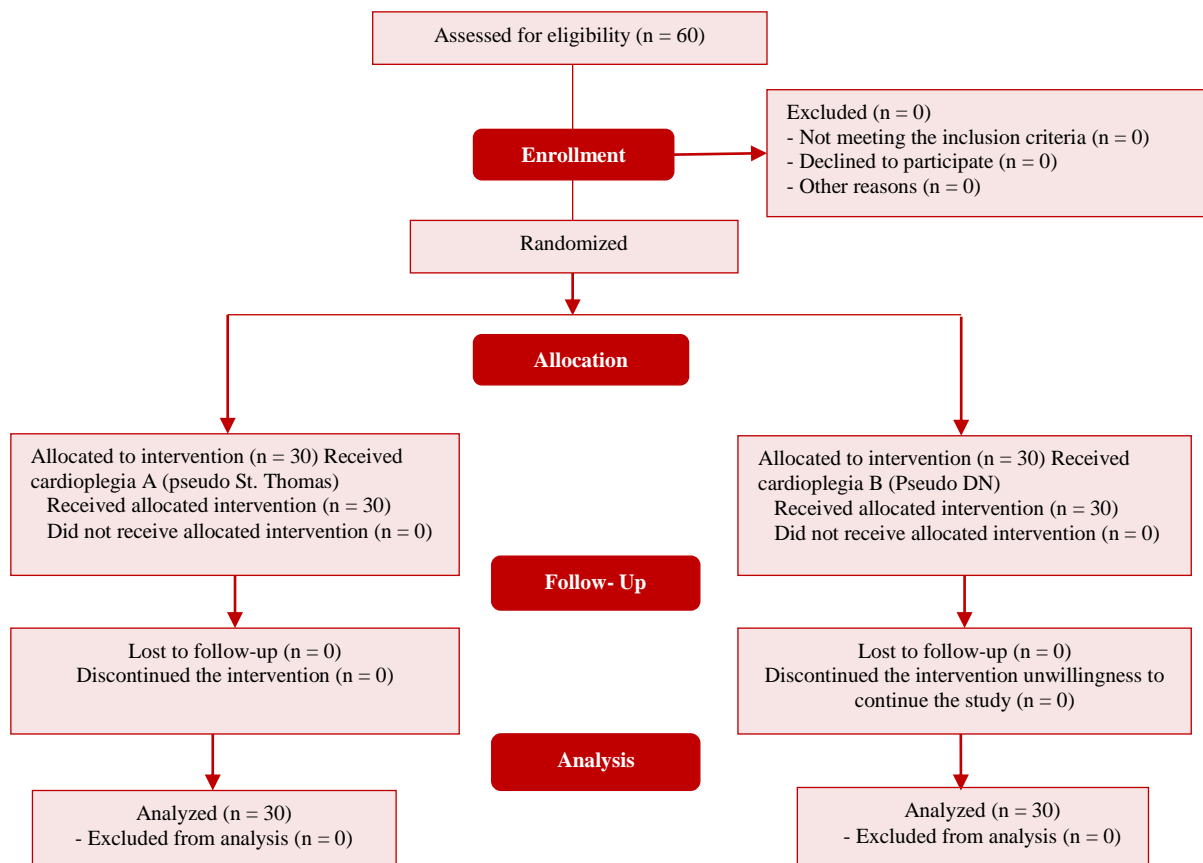 Assessed for eligibility (n = 60)
Excluded (n = 0)
- Not meeting the inclusion criteria (n = 0)
- Declined to participate (n = 0)
- Other reasons (n = 0)
Enrollment
Randomized
Allocation
Allocated to intervention (n = 30) Received
cardioplegia A (pseudo St. Thomas)
Received allocated intervention (n = 30)
Did not receive allocated intervention (n = 0)
Allocated to intervention (n = 30) Received
cardioplegia B (Pseudo DN)
Received allocated intervention (n = 30)
Did not receive allocated intervention (n = 0)
Follow- Up
Lost to follow-up (n = 0)
Discontinued the intervention (n = 0)
Lost to follow-up (n = 0)
Discontinued the intervention unwillingness to
continue the study (n = 0)
Analysis
Analyzed (n = 30)
- Excluded from analysis (n = 0)
Analyzed (n = 30)
- Excluded from analysis (n = 0)